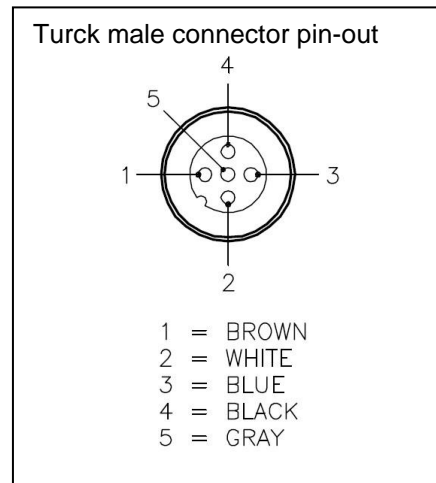 Turck male connector pin-out
4
5
1
3
2
1 = BROWN
2 = WHITE
3 = BLUE
4 = BLACK
5 = GRAY